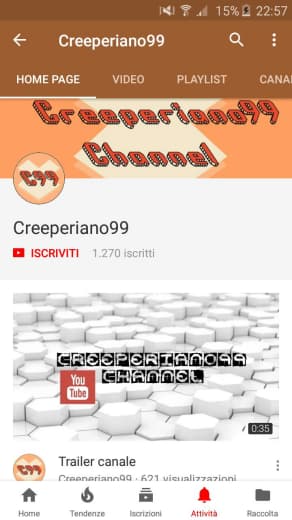 15% 22:57
Creeperiano99
HOME PAGE VIDEO PLAYLIST CANA
Creeperiano99
Channel
C99
Creeperiano99
ISCRIVITI 1.270 iscritti
CREEPERIANO99
You Tube CHANNEL
0:35
C99
Trailer canale
Creeperiano99 · 621 visualizzazioni
Home Tendenze Iscrizioni Attività Raccolta